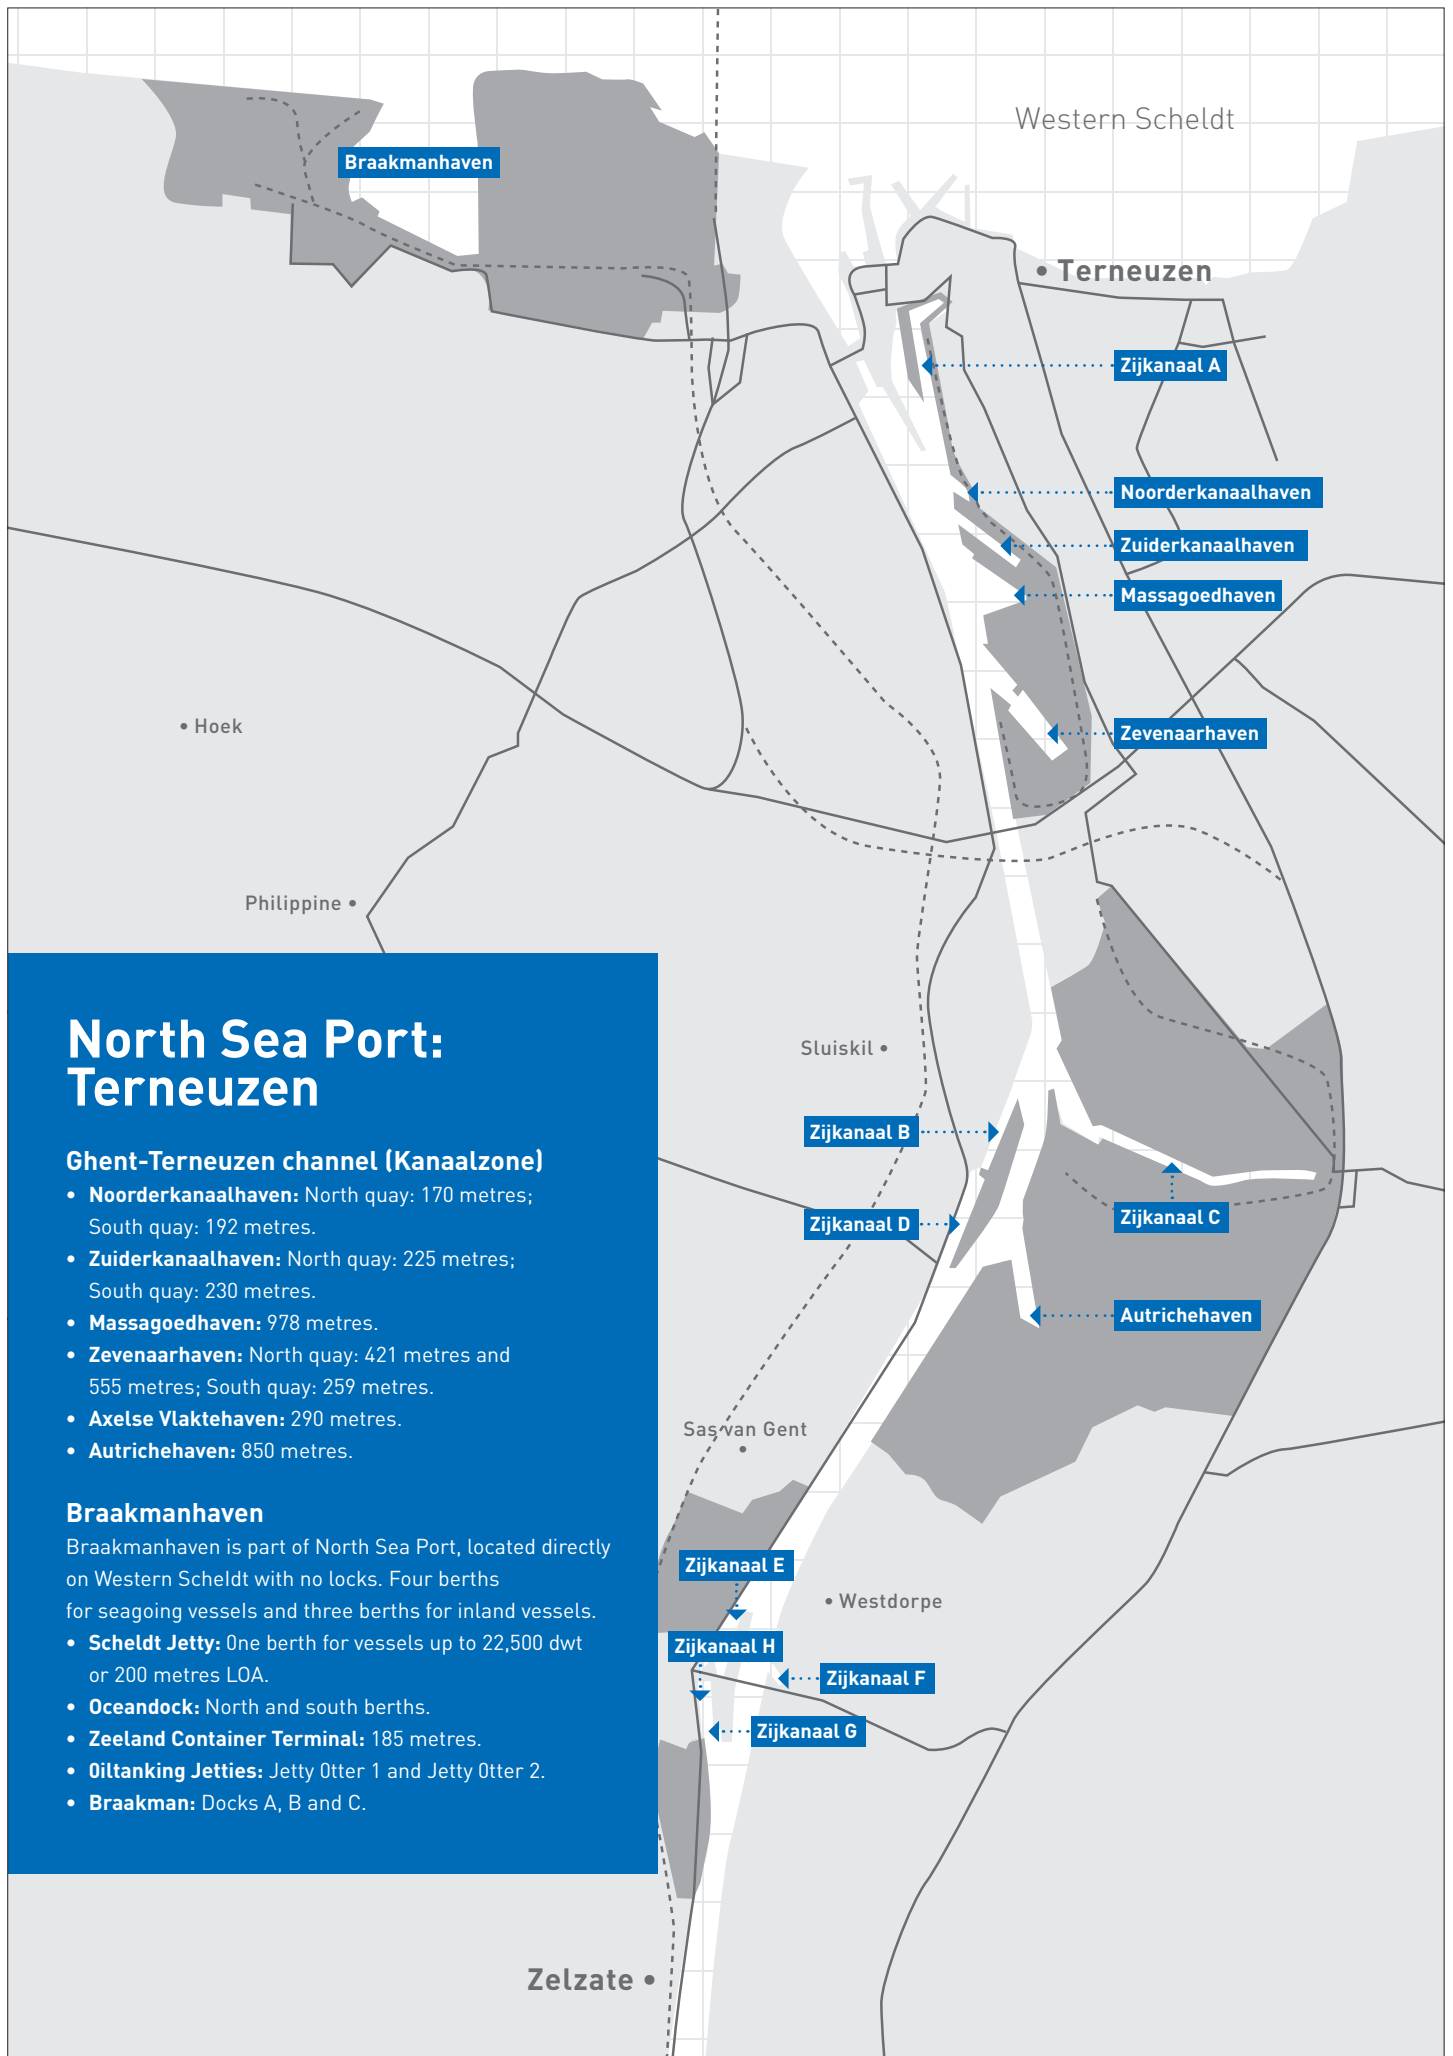 Western Scheldt
Braakmanhaven
Terneuzen
Zijkanaal A
Noorderkanaalhaven
Zuiderkanaalhaven
Massagoedhaven
Hoek
Zevenaarhaven
Philippine
Sluiskil
Zijkanaal B
Zijkanaal D
Zijkanaal C
Autrichehaven
Sas van Gent
Zijkanaal E
Westdorpe
Zijkanaal H
Zijkanaal F
Zijkanaal G
Zelzate
North Sea Port:
Terneuzen
Ghent-Terneuzen channel (Kanaalzone)
• Noorderkanaalhaven: North quay: 170 metres;
South quay: 192 metres.
• Zuiderkanaalhaven: North quay: 225 metres;
South quay: 230 metres.
• Massagoedhaven: 978 metres.
• Zevenaarhaven: North quay: 421 metres and
555 metres; South quay: 259 metres.
• Axelse Vlaktehaven: 290 metres.
• Autrichehaven: 850 metres.
Braakmanhaven
Braakmanhaven is part of North Sea Port, located directly
on Western Scheldt with no locks. Four berths
for seagoing vessels and three berths for inland vessels.
• Scheldt Jetty: One berth for vessels up to 22,500 dwt
or 200 metres LOA.
• Oceandock: North and south berths.
• Zeeland Container Terminal: 185 metres.
• Oiltanking Jetties: Jetty Otter 1 and Jetty Otter 2.
• Braakman: Docks A, B and C.